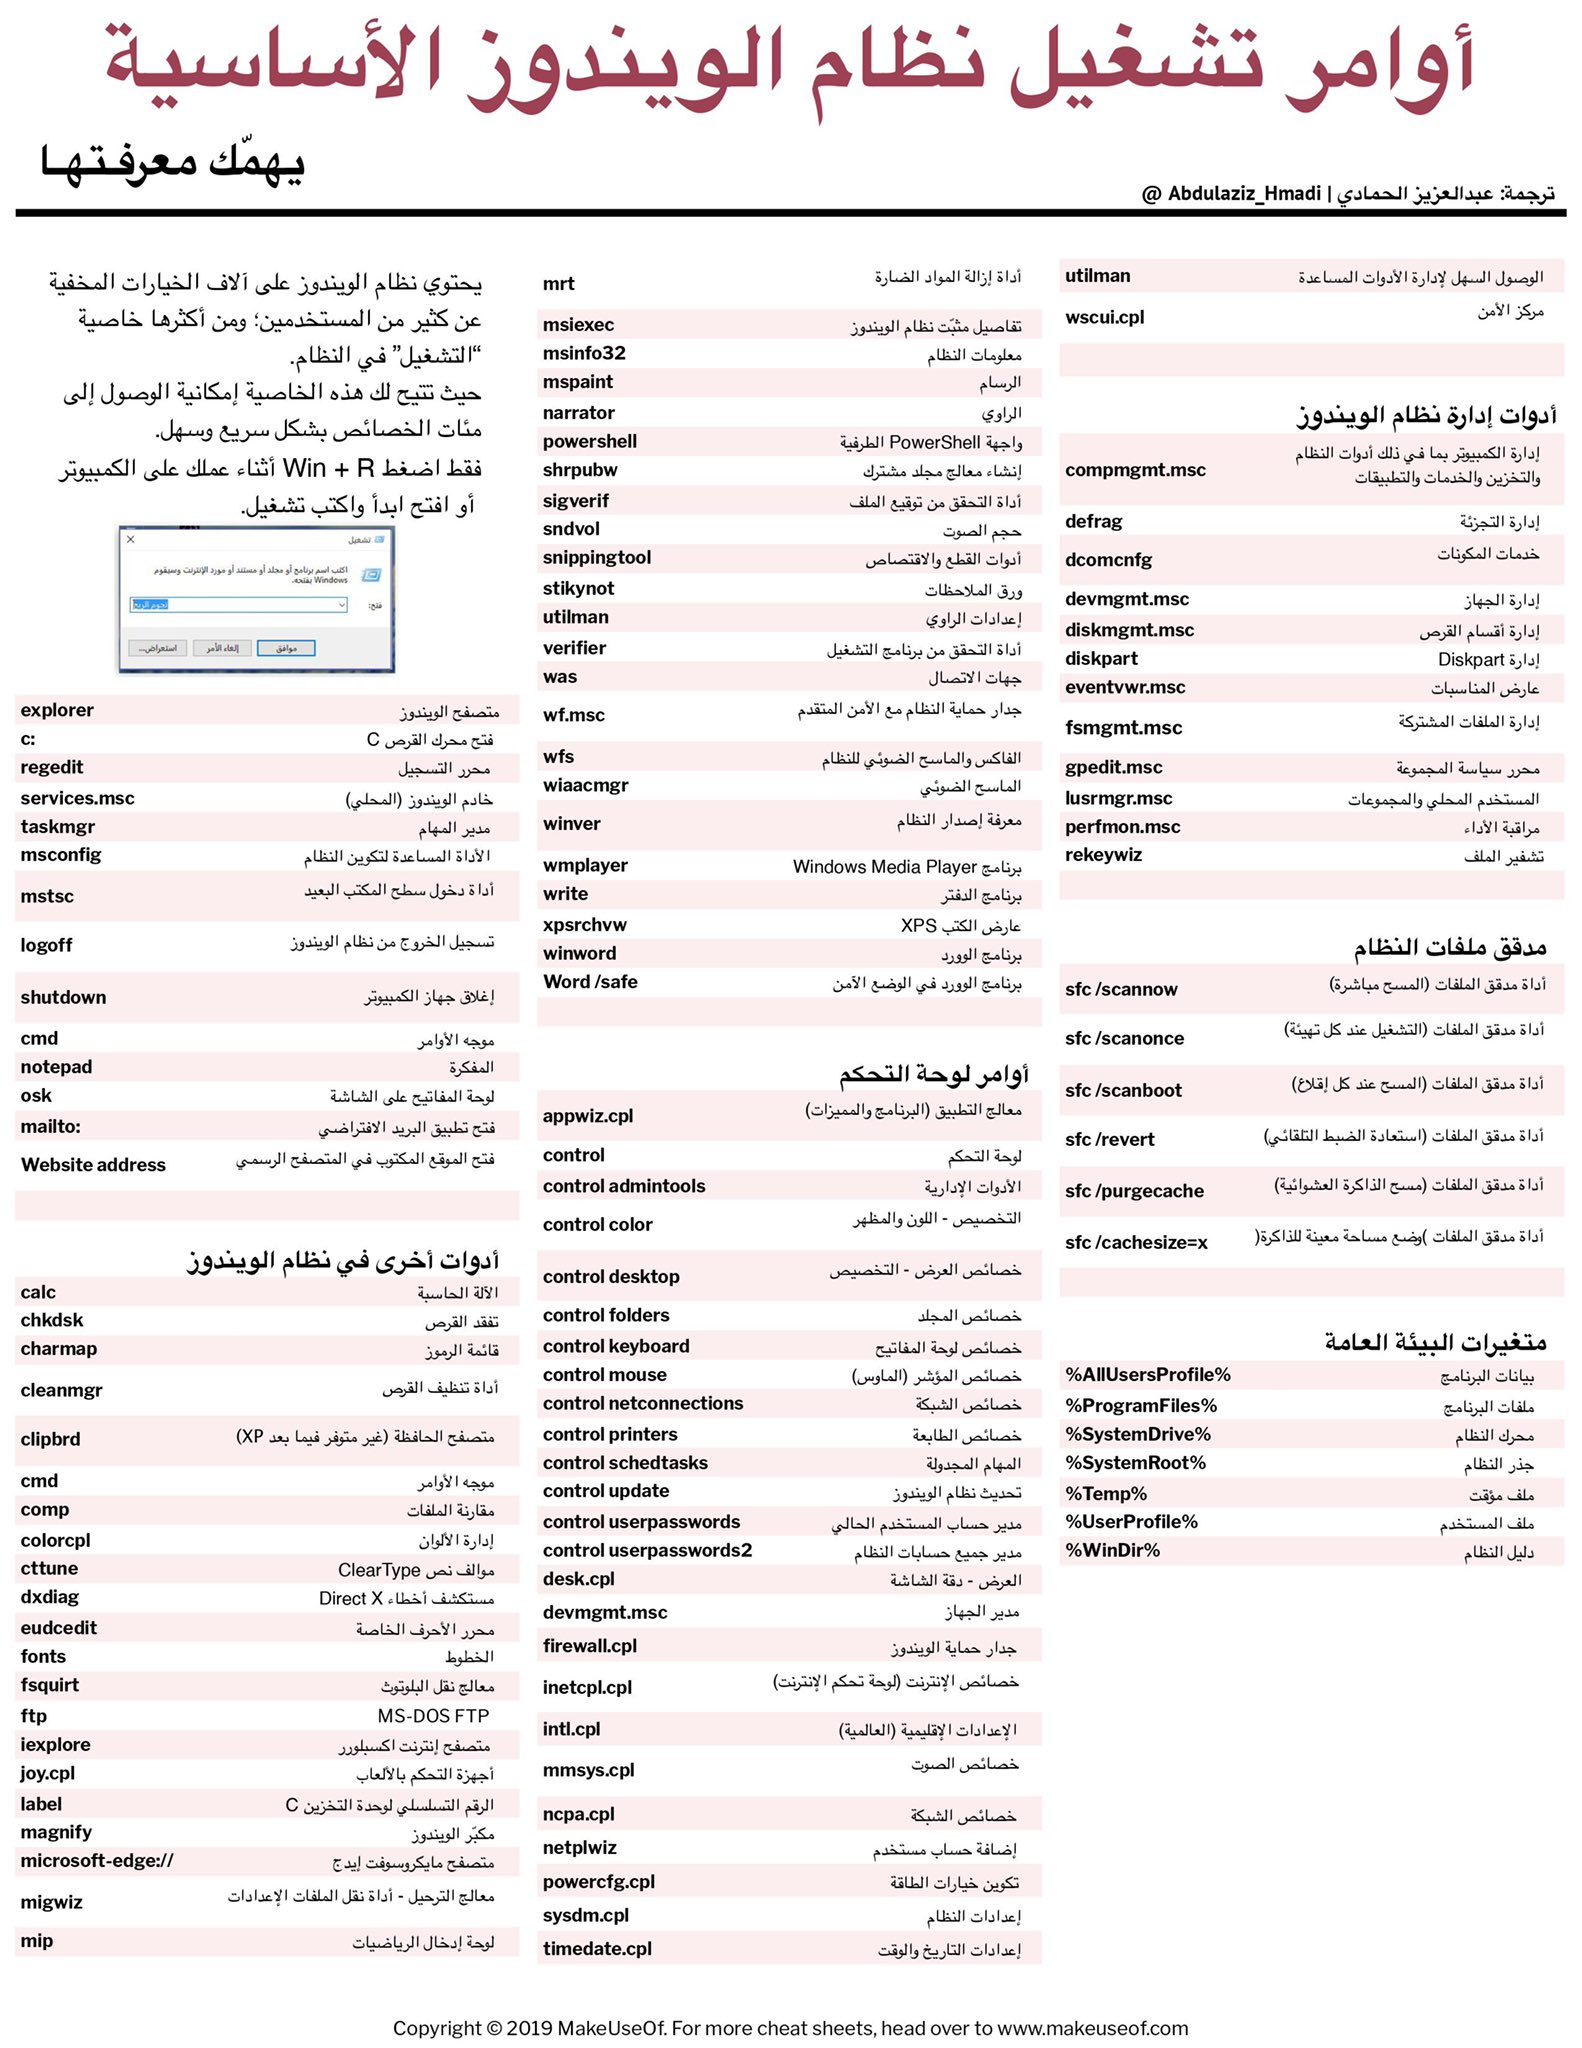 أوامر تشغيل نظام الويندوز الأساسية
يهمّك معرفتها
ترجمة: عبدالعزيز الحمادي | Abdulaziz_Hmadi @
يحتوي نظام الويندوز على آلاف الخيارات المخفية
عن كثير من المستخدمين؛ ومن أكثرها خاصية
“التشغيل” في النظام.
حيث تتيح لك هذه الخاصية إمكانية الوصول إلى
مئات الخصائص بشكل سريع وسهل.
فقط اضغط Win + R أثناء عملك على الكمبيوتر
أو افتح ابدأ واكتب تشغيل.
تشغيل
اكتب اسم برنامج أو مجلد أو مستند أو مورد الإنترنت وسيقوم
Windows بفتحه.
فتح:
موافق
إلغاء الأمر
استعراض...
explorer متصفح الويندوز
c: فتح محرك القرص C
regedit محرر التسجيل
services.msc خادم الويندوز (المحلي)
taskmgr مدير المهام
msconfig الأداة المساعدة لتكوين النظام
mstsc أداة دخول سطح المكتب البعيد
logoff تسجيل الخروج من نظام الويندوز
shutdown إغلاق جهاز الكمبيوتر
cmd موجه الأوامر
notepad المفكرة
osk لوحة المفاتيح على الشاشة
mailto: فتح تطبيق البريد الافتراضي
Website address فتح الموقع المكتوب في المتصفح الرسمي
أدوات أخرى في نظام الويندوز
calc الآلة الحاسبة
chkdsk تفقد القرص
charmap قائمة الرموز
cleanmgr أداة تنظيف القرص
clipbrd متصفح الحافظة (غير متوفر فيما بعد XP)
cmd موجه الأوامر
comp مقارنة الملفات
colorcpl إدارة الألوان
cttune موالف نص ClearType
dxdiag مستكشف أخطاء Direct X
eudcedit محرر الأحرف الخاصة
fonts الخطوط
fsquirt معالج نقل البلوتوث
ftp MS-DOS FTP
iexplore متصفح إنترنت اكسبلورر
joy.cpl أجهزة التحكم بالألعاب
label الرقم التسلسلي لوحدة التخزين C
magnify مكبّر الويندوز
microsoft-edge:// متصفح مايكروسوفت إيدج
migwiz معالج الترحيل - أداة نقل الملفات الإعدادات
mip لوحة إدخال الرياضيات
mrt أداة إزالة المواد الضارة
msiexec تفاصيل مثبّت نظام الويندوز
msinfo32 معلومات النظام
mspaint الرسام
narrator الراوي
powershell واجهة PowerShell الطرفية
shrpubw إنشاء معالج مجلد مشترك
sigverif أداة التحقق من توقيع الملف
sndvol حجم الصوت
snippingtool أدوات القطع والاقتصاص
stikynot ورق الملاحظات
utilman إعدادات الراوي
verifier أداة التحقق من برنامج التشغيل
was جهات الاتصال
wf.msc جدار حماية النظام مع الأمن المتقدم
wfs الفاكس والماسح الضوئي للنظام
wiaacmgr الماسح الضوئي
winver معرفة إصدار النظام
wmplayer برنامج Windows Media Player
write برنامج الدفتر
xpsrchvw عارض الكتب XPS
winword برنامج الوورد
Word /safe برنامج الوورد في الوضع الآمن
أوامر لوحة التحكم
appwiz.cpl معالج التطبيق (البرنامج والمميزات)
control لوحة التحكم
control admintools الأدوات الإدارية
control color التخصيص - اللون والمظهر
control desktop خصائص العرض - التخصيص
control folders خصائص المجلد
control keyboard خصائص لوحة المفاتيح
control mouse خصائص المؤشر (الماوس)
control netconnections خصائص الشبكة
control printers خصائص الطابعة
control schedtasks المهام المجدولة
control update تحديث نظام الويندوز
control userpasswords مدير حساب المستخدم الحالي
control userpasswords2 مدير جميع حسابات النظام
desk.cpl العرض - دقة الشاشة
devmgmt.msc مدير الجهاز
firewall.cpl جدار حماية الويندوز
inetcpl.cpl خصائص الإنترنت (لوحة تحكم الإنترنت)
intl.cpl الإعدادات الإقليمية (العالمية)
mmsys.cpl خصائص الصوت
ncpa.cpl خصائص الشبكة
netplwiz إضافة حساب مستخدم
powercfg.cpl تكوين خيارات الطاقة
sysdm.cpl إعدادات النظام
timedate.cpl إعدادات التاريخ والوقت
utilman الوصول السهل لإدارة الأدوات المساعدة
wscui.cpl مركز الأمن
أدوات إدارة نظام الويندوز
compmgmt.msc إدارة الكمبيوتر بما في ذلك أدوات النظام
والتخزين والخدمات والتطبيقات
defrag إدارة التجزئة
dcomcnfg خدمات المكونات
devmgmt.msc إدارة الجهاز
diskmgmt.msc إدارة أقسام القرص
diskpart إدارة Diskpart
eventvwr.msc عارض المناسبات
fsmgmt.msc إدارة الملفات المشتركة
gpedit.msc محرر سياسة المجموعة
lusrmgr.msc المستخدم المحلي والمجموعات
perfmon.msc مراقبة الأداء
rekeywiz تشفير الملف
مدقق ملفات النظام
sfc /scannow أداة مدقق الملفات (المسح مباشرة)
sfc /scanonce أداة مدقق الملفات (التشغيل عند كل تهيئة)
sfc /scanboot أداة مدقق الملفات (المسح عند كل إقلاع)
sfc /revert أداة مدقق الملفات (استعادة الضبط التلقائي)
sfc /purgecache أداة مدقق الملفات (مسح الذاكرة العشوائية)
sfc /cachesize=x أداة مدقق الملفات )وضع مساحة معينة للذاكرة(
متغيرات البيئة العامة
%AllUsersProfile% بيانات البرنامج
%ProgramFiles% ملفات البرنامج
%SystemDrive% محرك النظام
%SystemRoot% جذر النظام
%Temp% ملف مؤقت
%UserProfile% ملف المستخدم
%WinDir% دليل النظام
Copyright © 2019 MakeUseOf. For more cheat sheets, head over to www.makeuseof.com